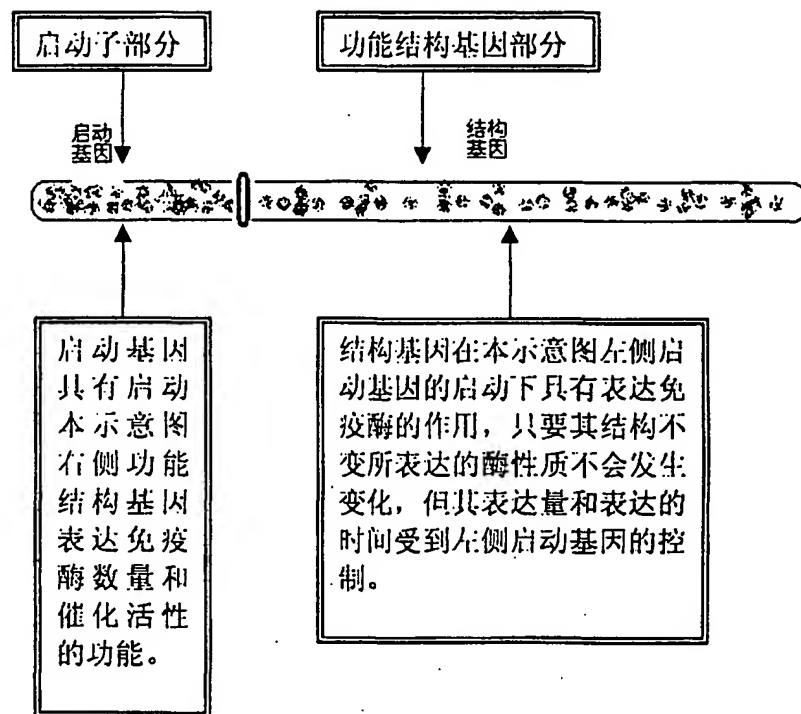 启动子部分
功能结构基因部分
启动
基因
结构
基因
启动基因
具有启动
本示意图
右侧功能
结构基因
表达免疫
酶数量和
催化活性
的功能。
结构基因在本示意图左侧启
动基因的启动下具有表达免
疫酶的作用，只要其结构不
变所表达的酶性质不会发生
变化，但其表达量和表达的
时间受到左侧启动基因的控
制。